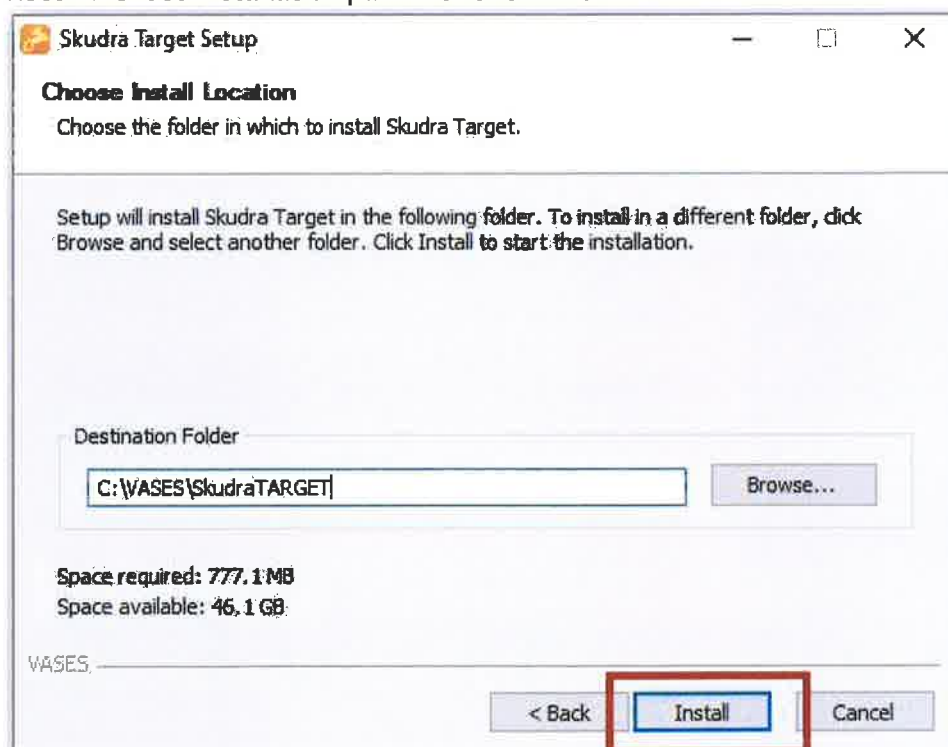 Skudra Target Setup
Choose Install Location
Choose the folder in which to install Skudra Target.
Setup will install Skudra Target in the following folder. To install in a different folder, click
Browse and select another folder. Click Install to start the installation.
Destination Folder
C:\VASES\SkudraTARGET
Browse...
Space required: 777.1 MB
Space available: 46.1 GB
VASES
< Back Install Cancel